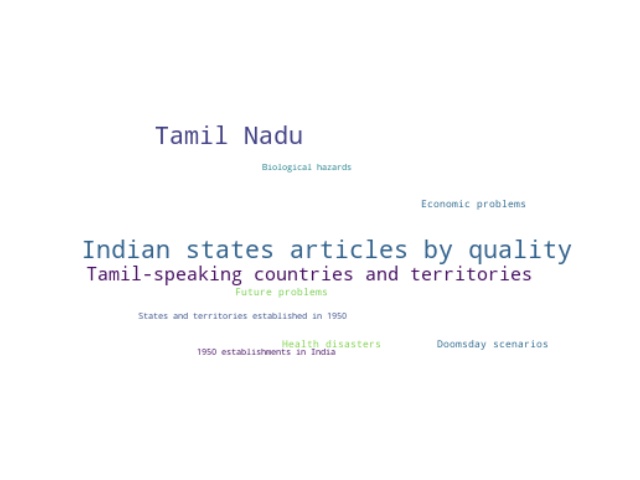 Tamil Nadu
Biological hazards
Economic problems
Indian states articles by quality
Tamil-speaking countries and territories
Future problems
States and territories established in 1950
Health disasters
Doomsday scenarios
1950 establishments in India